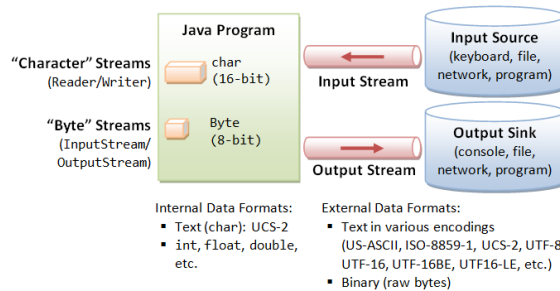 Java Program
"Character" Streams
(Reader/Writer)
char
(16-bit)
"Byte" Streams
(InputStream/
OutputStream)
Byte
(8-bit)
Input Stream
Output Stream
Input Source
(keyboard, file,
network, program)
Output Sink
(console, file,
network, program)
Internal Data Formats:
▪ Text (char): UCS-2
▪ int, float, double,
etc.
External Data Formats:
▪ Text in various encodings
(US-ASCII, ISO-8859-1, UCS-2, UTF-8
UTF-16, UTF-16BE, UTF16-LE, etc.)
▪ Binary (raw bytes)